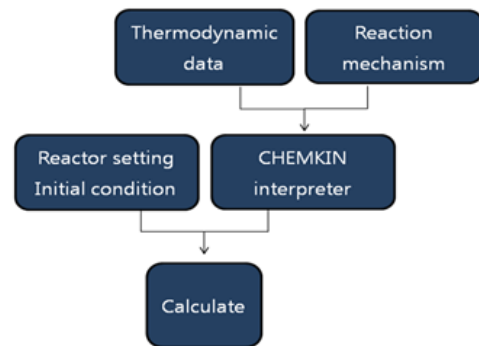 Thermodynamic
data
Reaction
mechanism
Reactor setting
Initial condition
CHEMKIN
interpreter
Calculate